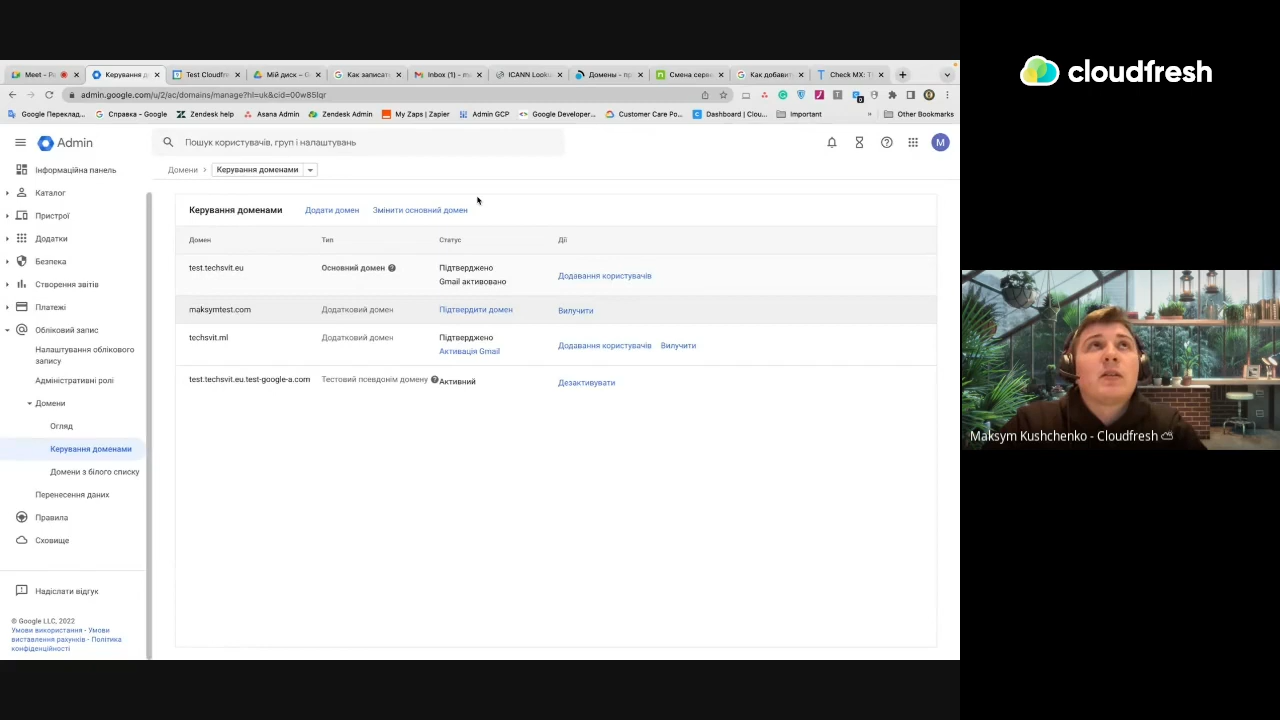 Meet - Po
Керування д
Test Cloudfre
Мій диск – G
Как записат
Inbox (1) - m
ICANN Looku
Домены - пр
Смена серв
Как добавит
Check MX: T
admin.google.com/u/2/ac/domains/manage?hl=uk&cid=00w85lqr
Google Переклад...
Справка – Google
Zendesk help
Asana Admin
Zendesk Admin
My Zaps | Zapier
Admin GCP
Google Developer...
Customer Care Po...
Dashboard | Clou...
Important
Other Bookmarks
Admin
Пошук користувачів, груп і налаштувань
M
Домени
Керування доменами
Інформаційна панель
Каталог
Пристрої
Додатки
Безпека
Створення звітів
Платежі
Обліковий запис
Налаштування облікового
запису
Адміністративні ролі
Домени
Огляд
Керування доменами
Домени з білого списку
Перенесення даних
Правила
Сховище
Надіслати відгук
© Google LLC, 2022
Умови використання - Умови
виставлення рахунків - Політика
конфіденційності
Керування доменами Додати домен Змінити основний домен
Домен Тип Статус Дії
test.techsvit.eu Основний домен Підтверджено
Gmail активовано Додавання користувачів
maksymtest.com Додатковий домен Підтвердити домен Вилучити
techsvit.ml Додатковий домен Підтверджено
Активація Gmail Додавання користувачів Вилучити
test.techsvit.eu.test-google-a.com Тестовий псевдонім домену Активний Дезактивувати
cloudfresh
Maksym Kushchenko - Cloudfresh